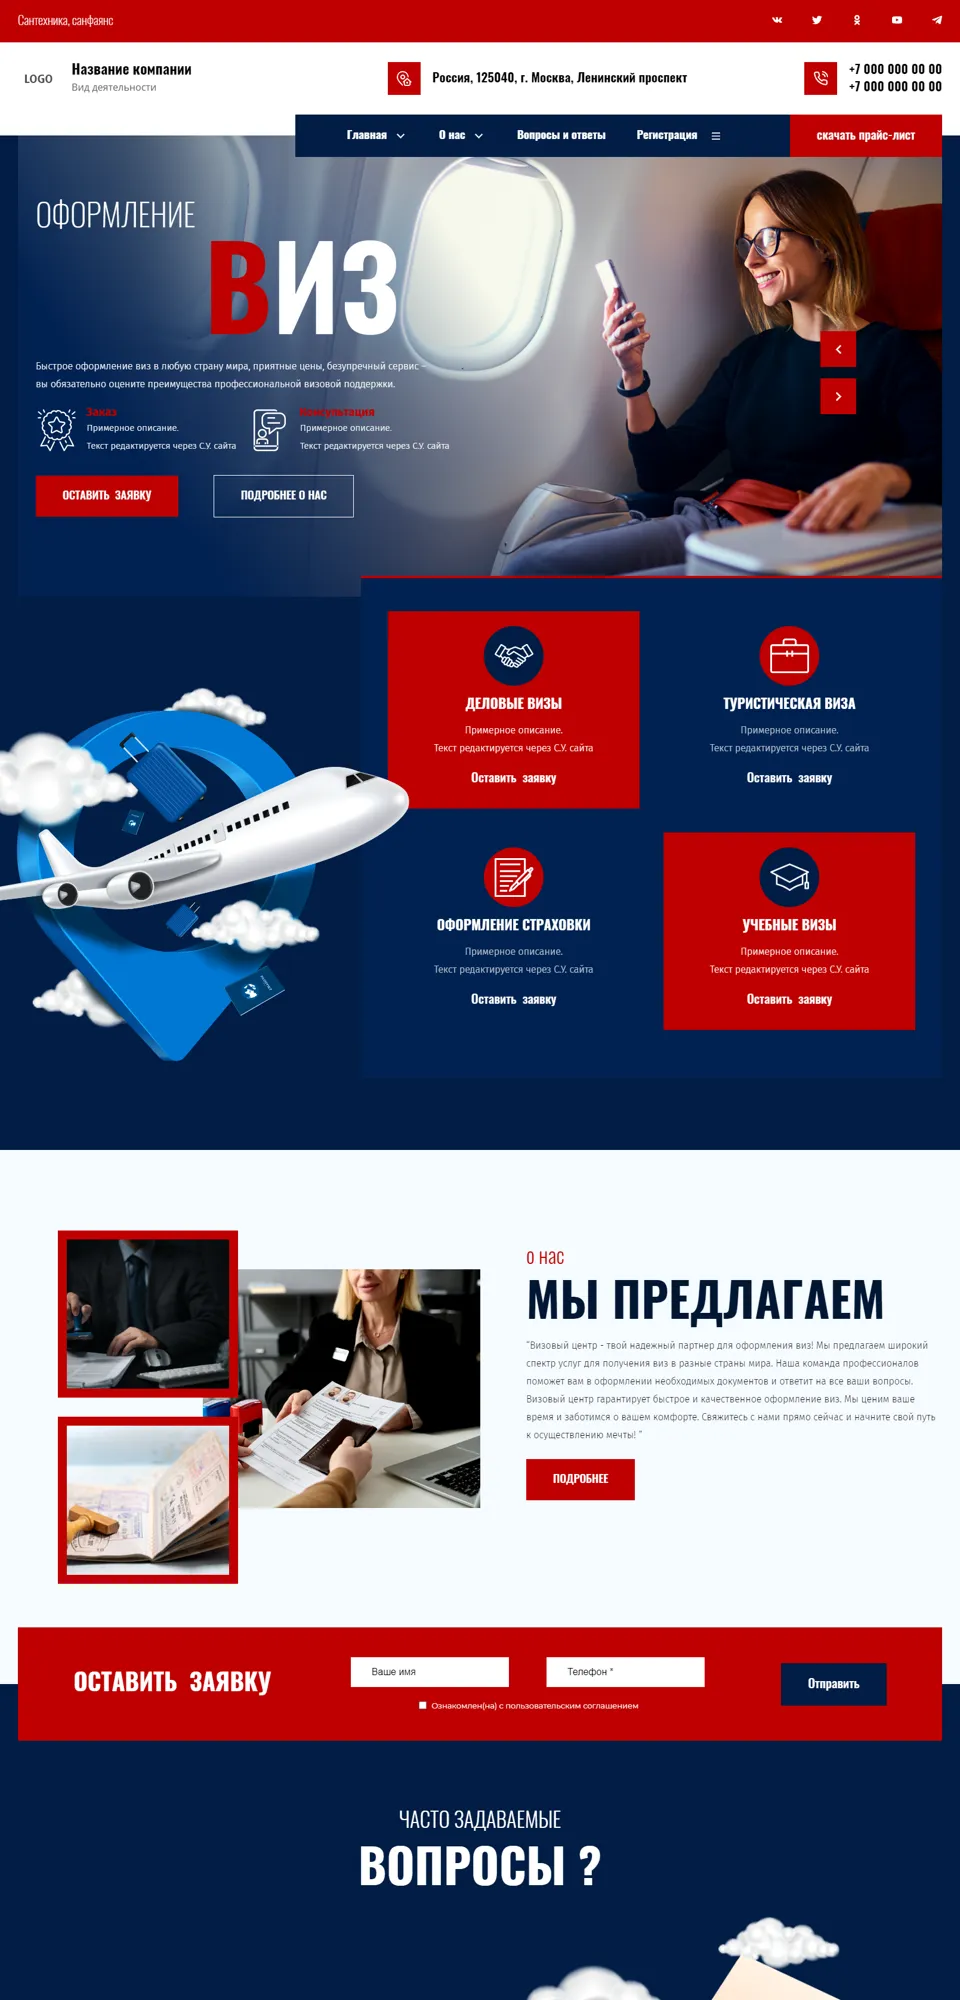 Сантехника, санфаянс
LOGO
Название компании
Вид деятельности
Россия, 125040, г. Москва, Ленинский проспект
+7 000 000 00 00
+7 000 000 00 00
Главная
О нас
Вопросы и ответы
Регистрация
скачать прайс-лист
ОФОРМЛЕНИЕ
ВИЗ
Быстрое оформление виз в любую страну мира, приятные цены, безупречный сервис –
вы обязательно оцените преимущества профессиональной визовой поддержки.
Заказ
Примерное описание.
Текст редактируется через С.У. сайта
Консультация
Примерное описание.
Текст редактируется через С.У. сайта
ОСТАВИТЬ ЗАЯВКУ
ПОДРОБНЕЕ О НАС
ДЕЛОВЫЕ ВИЗЫ
Примерное описание.
Текст редактируется через С.У. сайта
Оставить заявку
ТУРИСТИЧЕСКАЯ ВИЗА
Примерное описание.
Текст редактируется через С.У. сайта
Оставить заявку
ОФОРМЛЕНИЕ СТРАХОВКИ
Примерное описание.
Текст редактируется через С.У. сайта
Оставить заявку
УЧЕБНЫЕ ВИЗЫ
Примерное описание.
Текст редактируется через С.У. сайта
Оставить заявку
о нас
МЫ ПРЕДЛАГАЕМ
"Визовый центр - твой надежный партнер для оформления виз! Мы предлагаем широкий
спектр услуг для получения виз в разные страны мира. Наша команда профессионалов
поможет вам в оформлении необходимых документов и ответит на все ваши вопросы.
Визовый центр гарантирует быстрое и качественное оформление виз. Мы ценим ваше
время и заботимся о вашем комфорте. Свяжитесь с нами прямо сейчас и начните свой путь
к осуществлению мечты! "
ПОДРОБНЕЕ
ОСТАВИТЬ ЗАЯВКУ
Ваше имя
Телефон *
Ознакомлен(на) с пользовательским соглашением
Отправить
ЧАСТО ЗАДАВАЕМЫЕ
ВОПРОСЫ ?